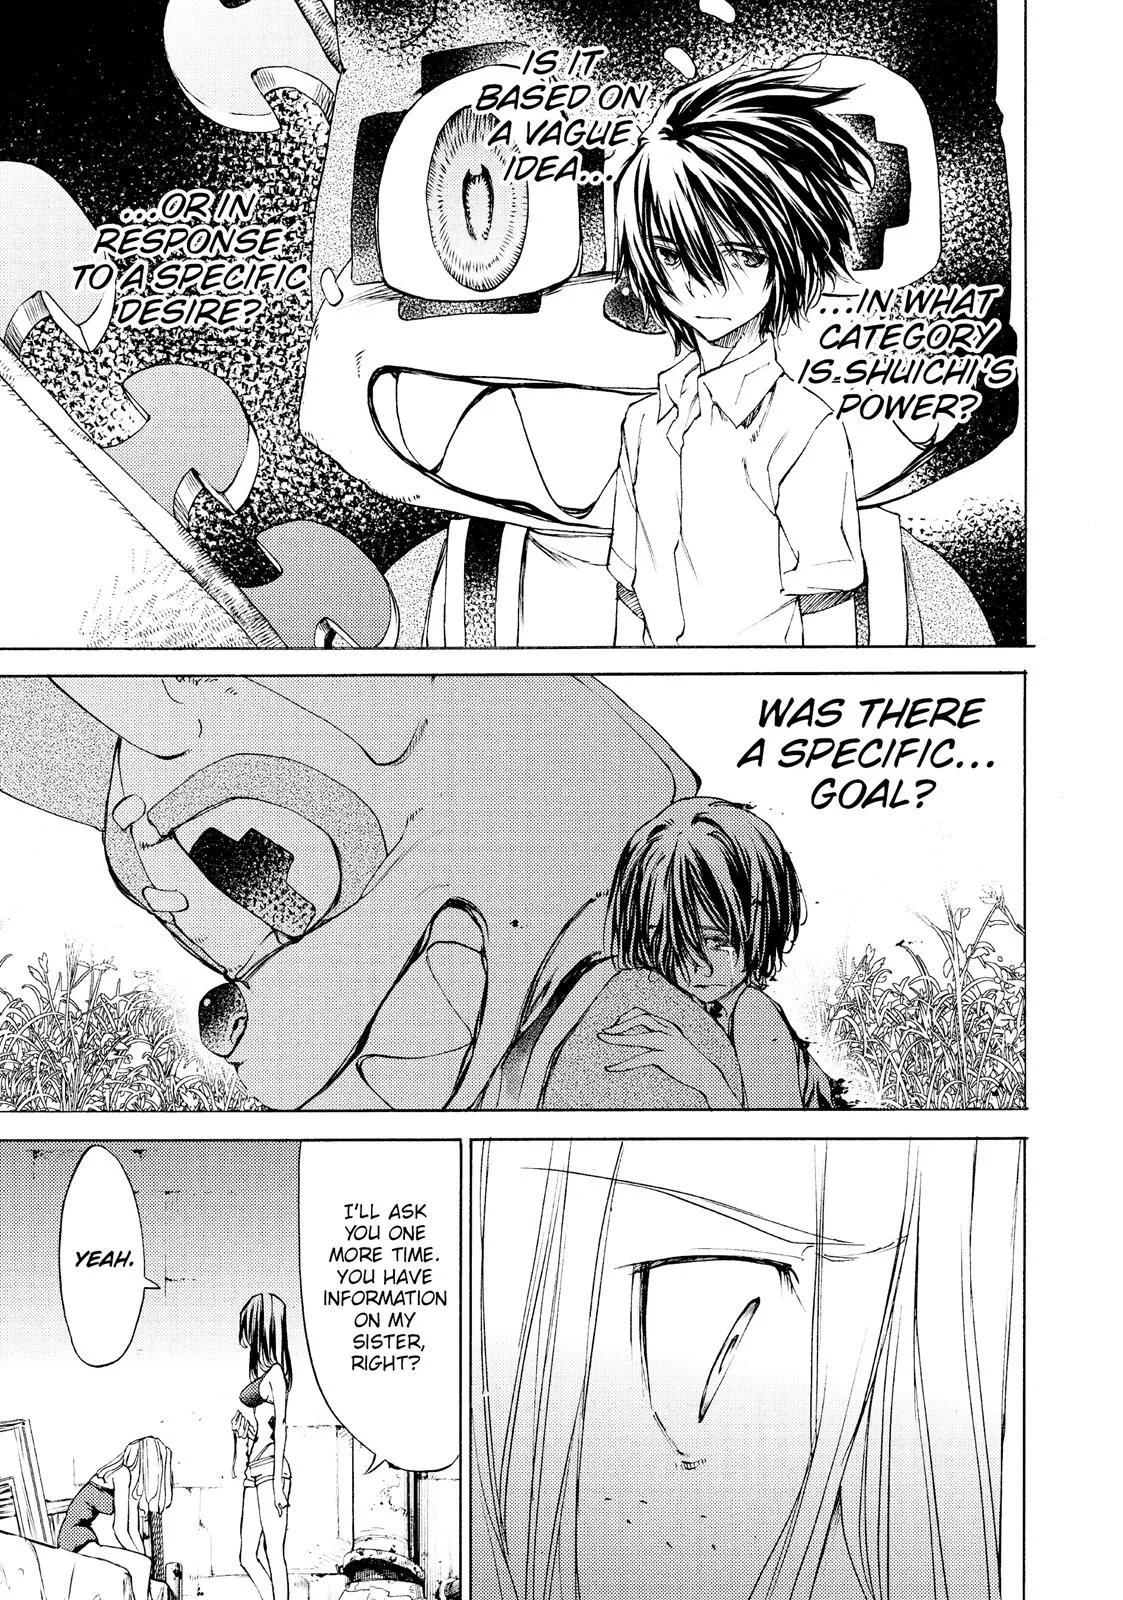 ...IN WHAT
CATEGORY
IS SHUICHI'S
POWER?
IS IT
BASED ON
A VAGUE
IDEA...
...OR IN
RESPONSE
TO A SPECIFIC
DESIRE?
WAS THERE
A SPECIFIC...
GOAL?
I'LL ASK
YOU ONE
MORE TIME.
YOU HAVE
INFORMATION
ON MY
SISTER,
RIGHT?
YEAH.